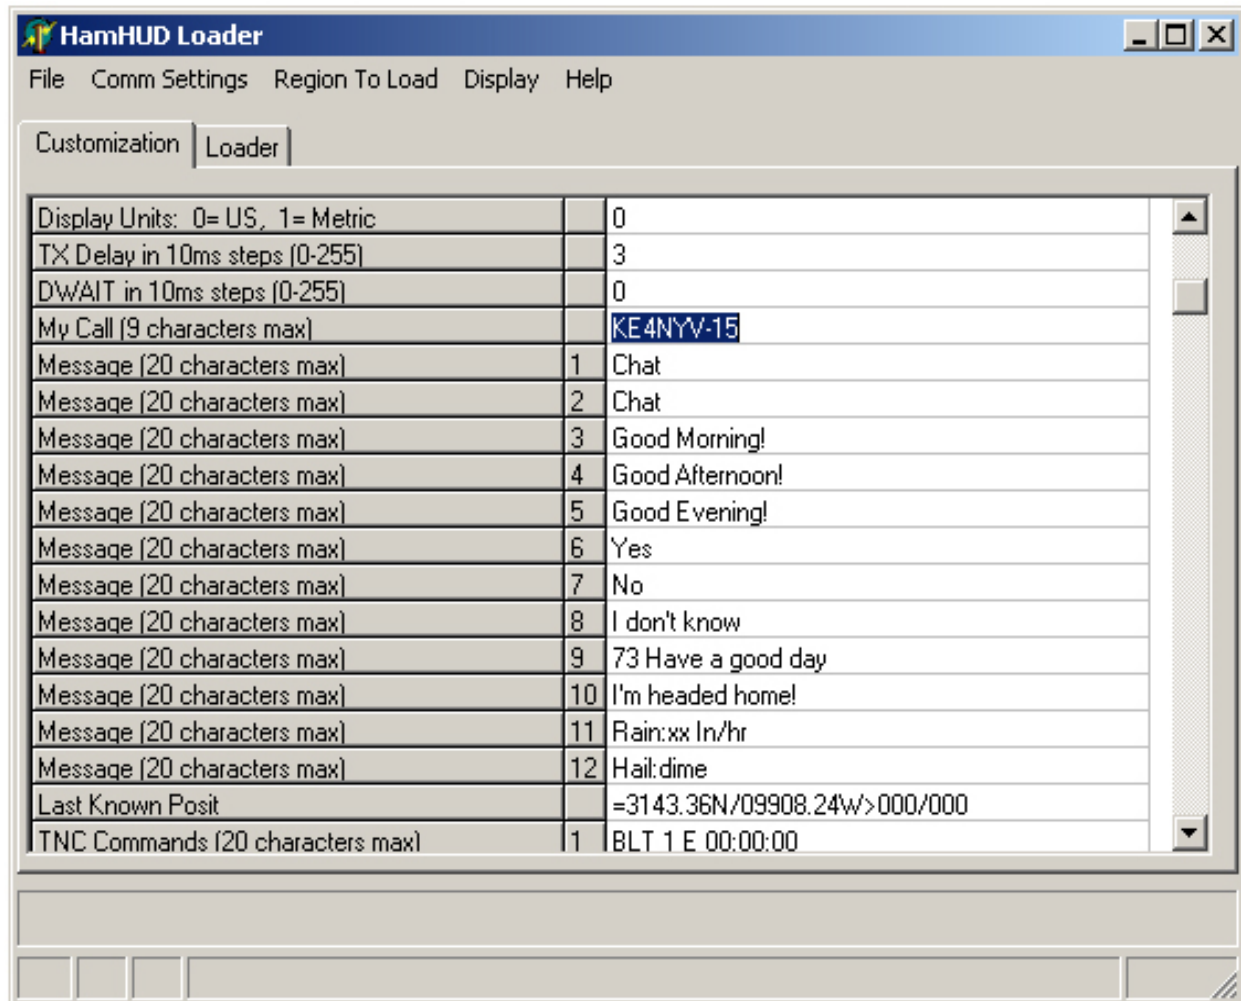 HamHUD Loader
File Comm Settings Region To Load Display Help
Customization Loader
Display Units: 0= US, 1= Metric 0
TX Delay in 10ms steps (0-255) 3
DWAIT in 10ms steps (0-255) 0
My Call (9 characters max) KE4NYV-15
Message (20 characters max) 1 Chat
Message (20 characters max) 2 Chat
Message (20 characters max) 3 Good Morning!
Message (20 characters max) 4 Good Afternoon!
Message (20 characters max) 5 Good Evening!
Message (20 characters max) 6 Yes
Message (20 characters max) 7 No
Message (20 characters max) 8 I don't know
Message (20 characters max) 9 73 Have a good day
Message (20 characters max) 10 I'm headed home!
Message (20 characters max) 11 Rain:xx In/hr
Message (20 characters max) 12 Hail:dime
Last Known Posit =3143.36N/09908.24W>000/000
TNC Commands (20 characters max) 1 BLT 1 E 00:00:00